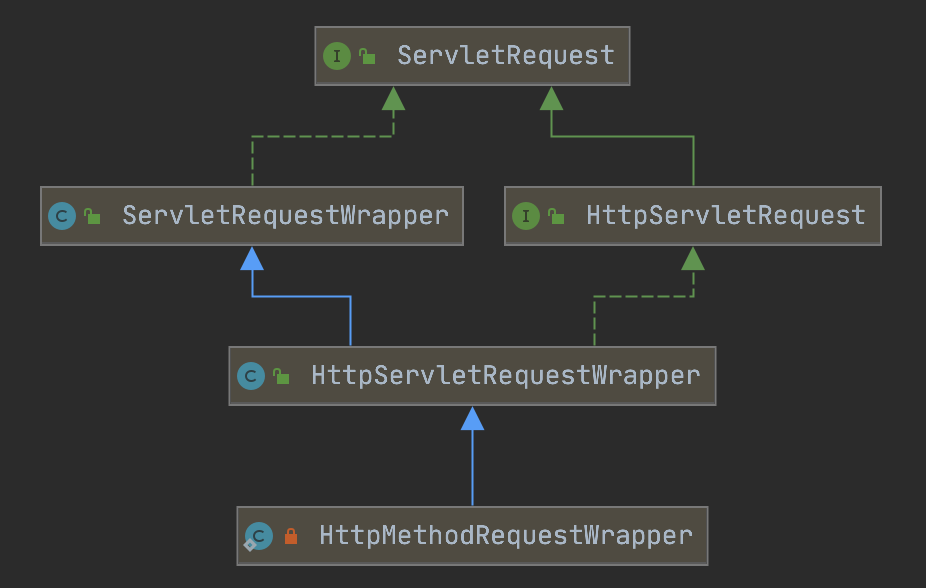 I ServletRequest
C ServletRequestWrapper
I HttpServletRequest
C HttpServletRequestWrapper
C HttpMethodRequestWrapper